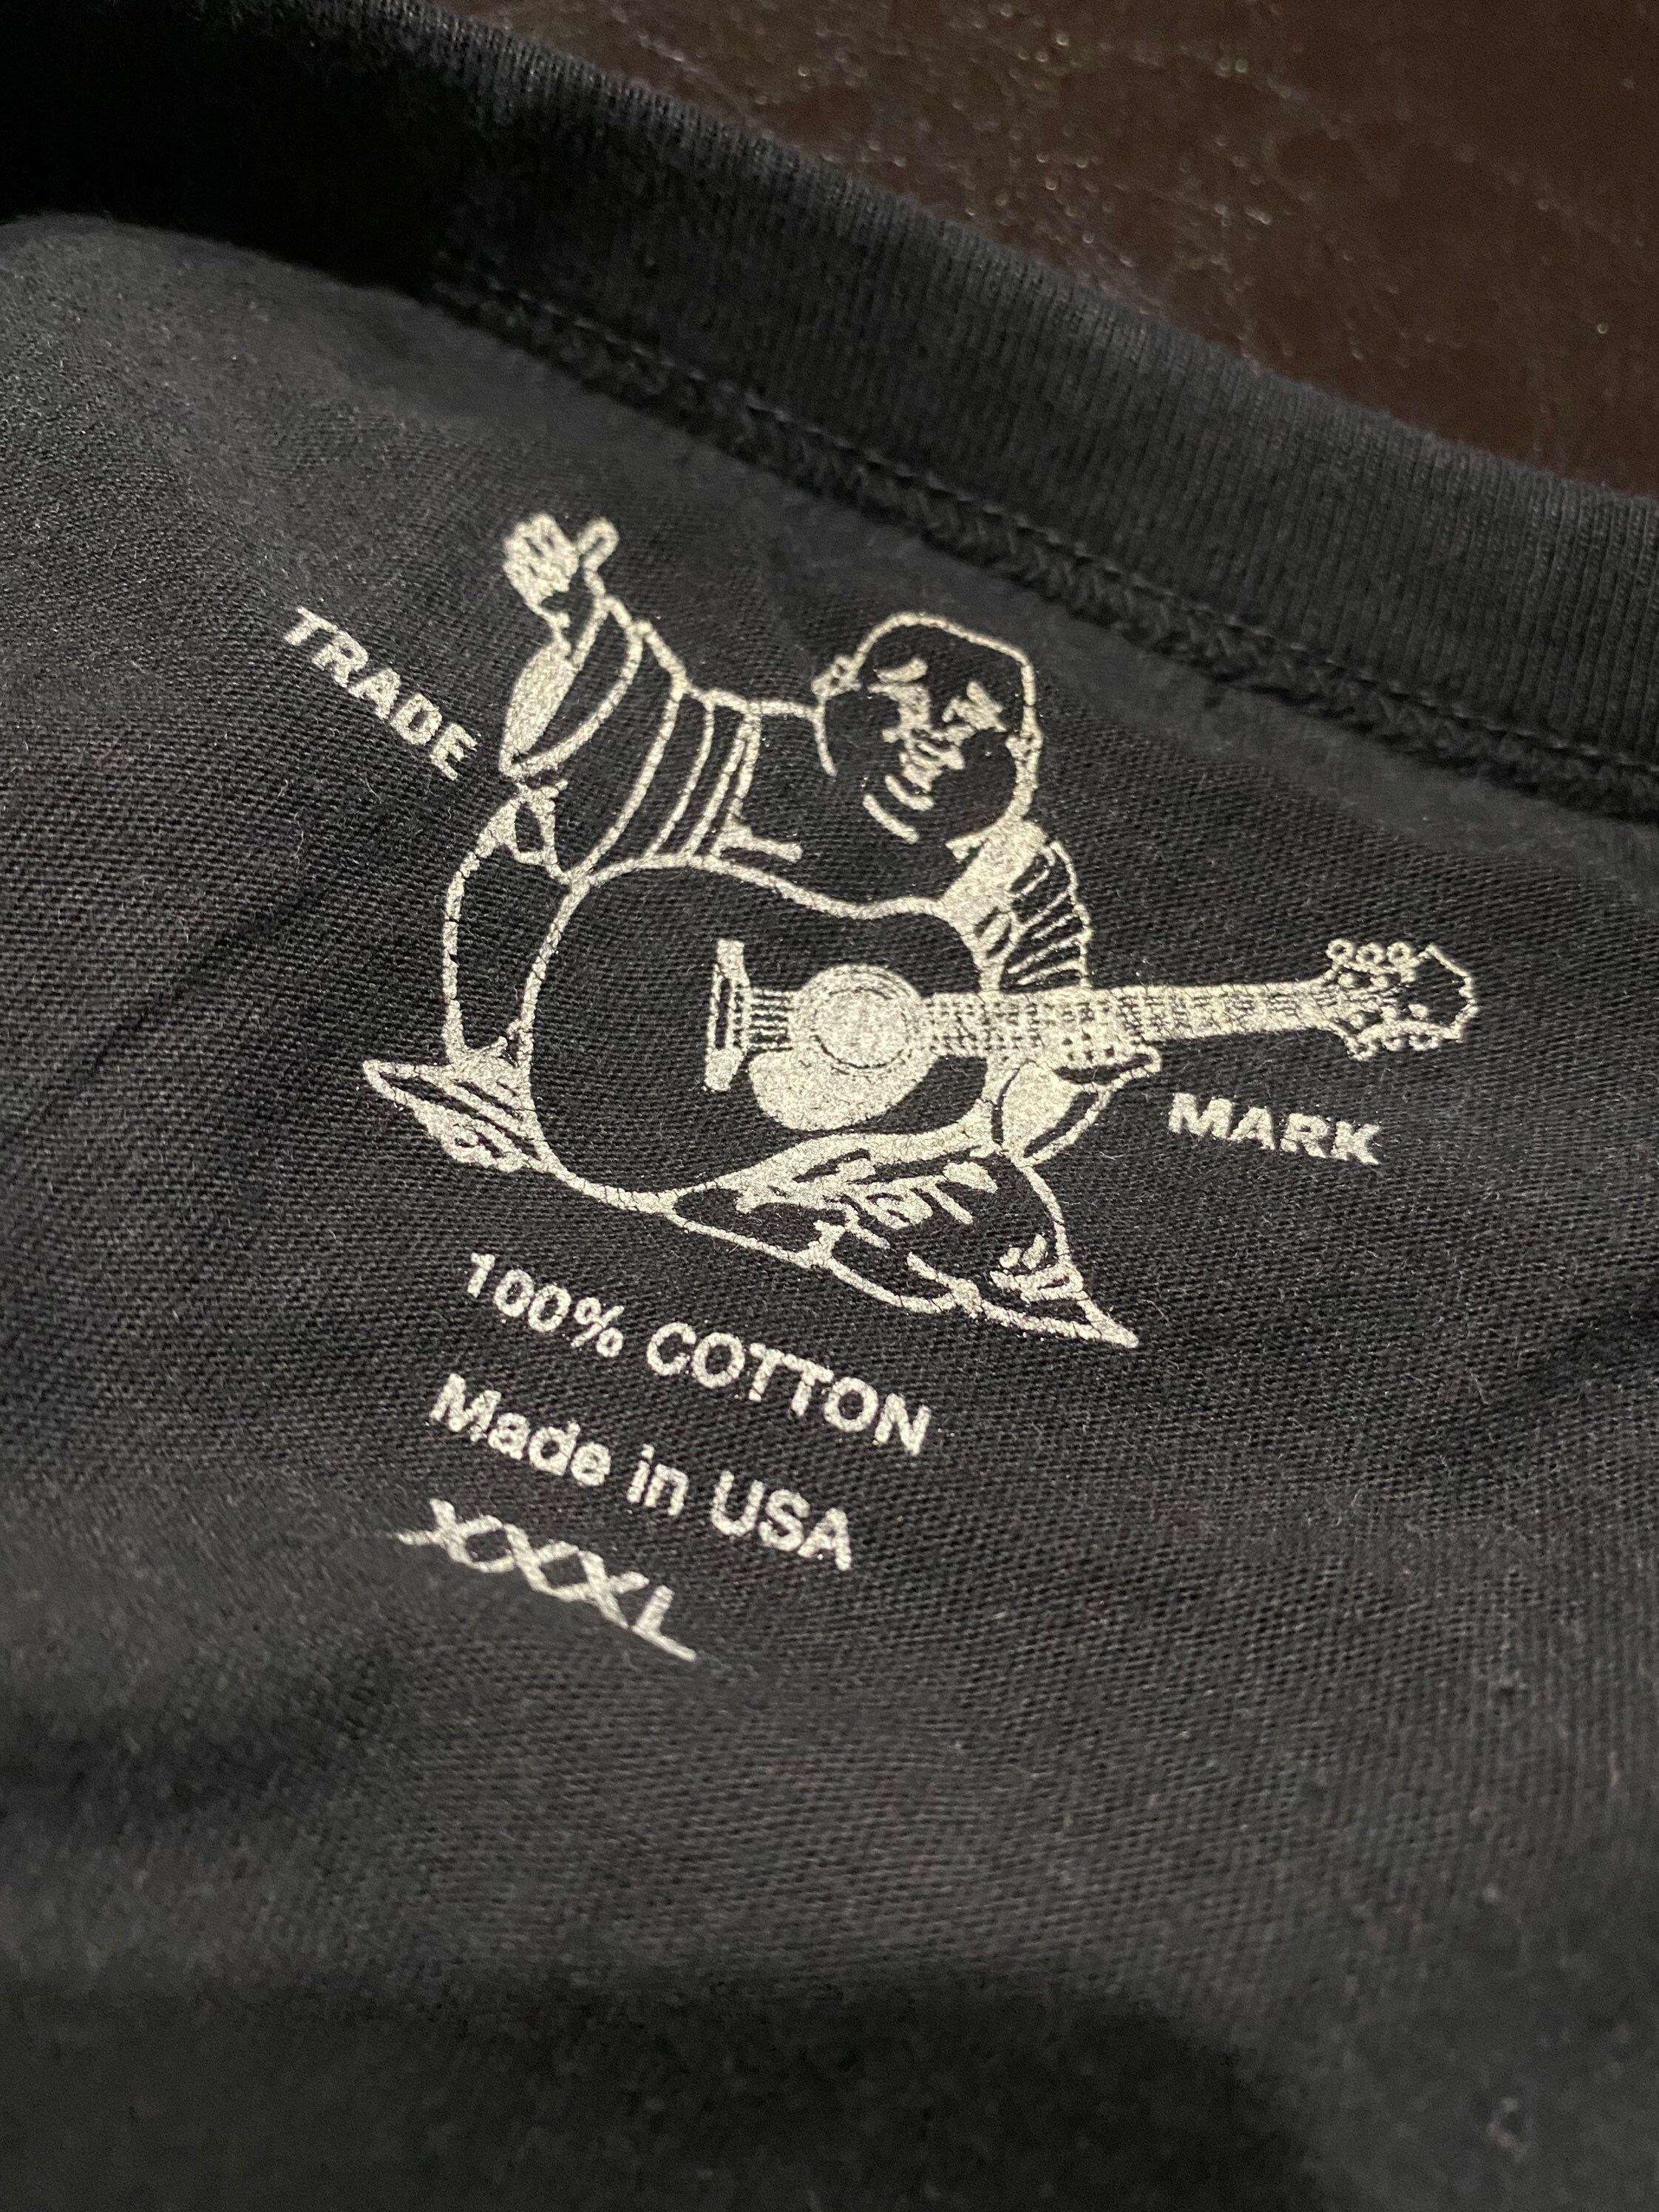 TRADE
MARK
100% COTTON
Made in USA
XXXL